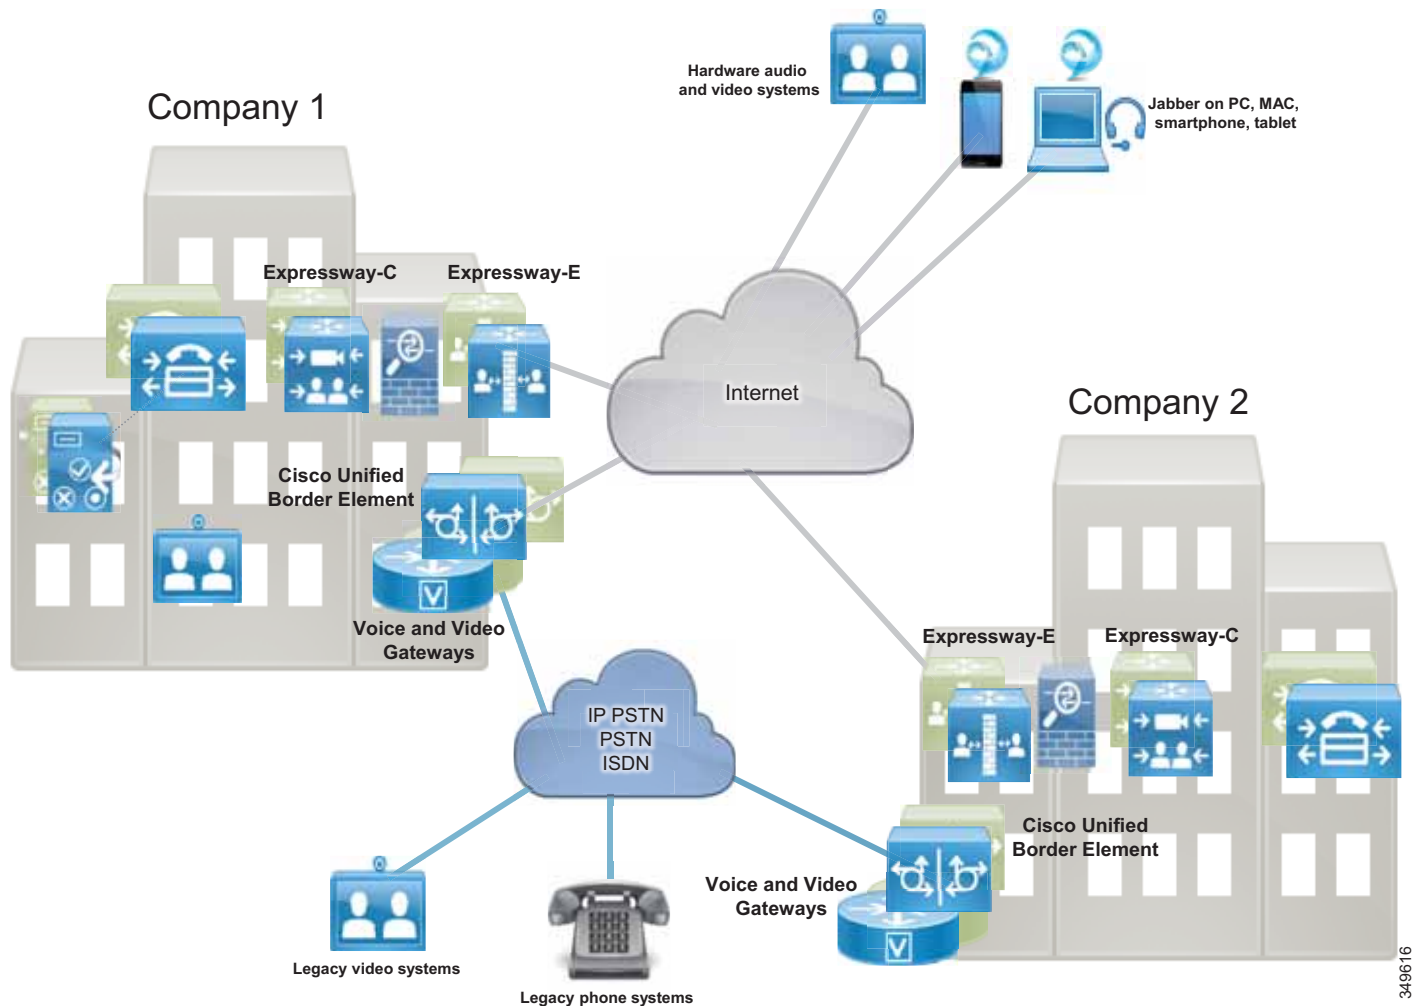 Hardware audio
and video systems
Jabber on PC, MAC,
smartphone, tablet
Company 1
Expressway-C
Expressway-E
Internet
Company 2
Cisco Unified
Border Element
V
Voice and Video
Gateways
IP PSTN
PSTN
ISDN
Expressway-E
Expressway-C
Cisco Unified
Border Element
Voice and Video
Gateways
V
Legacy video systems
Legacy phone systems
349616